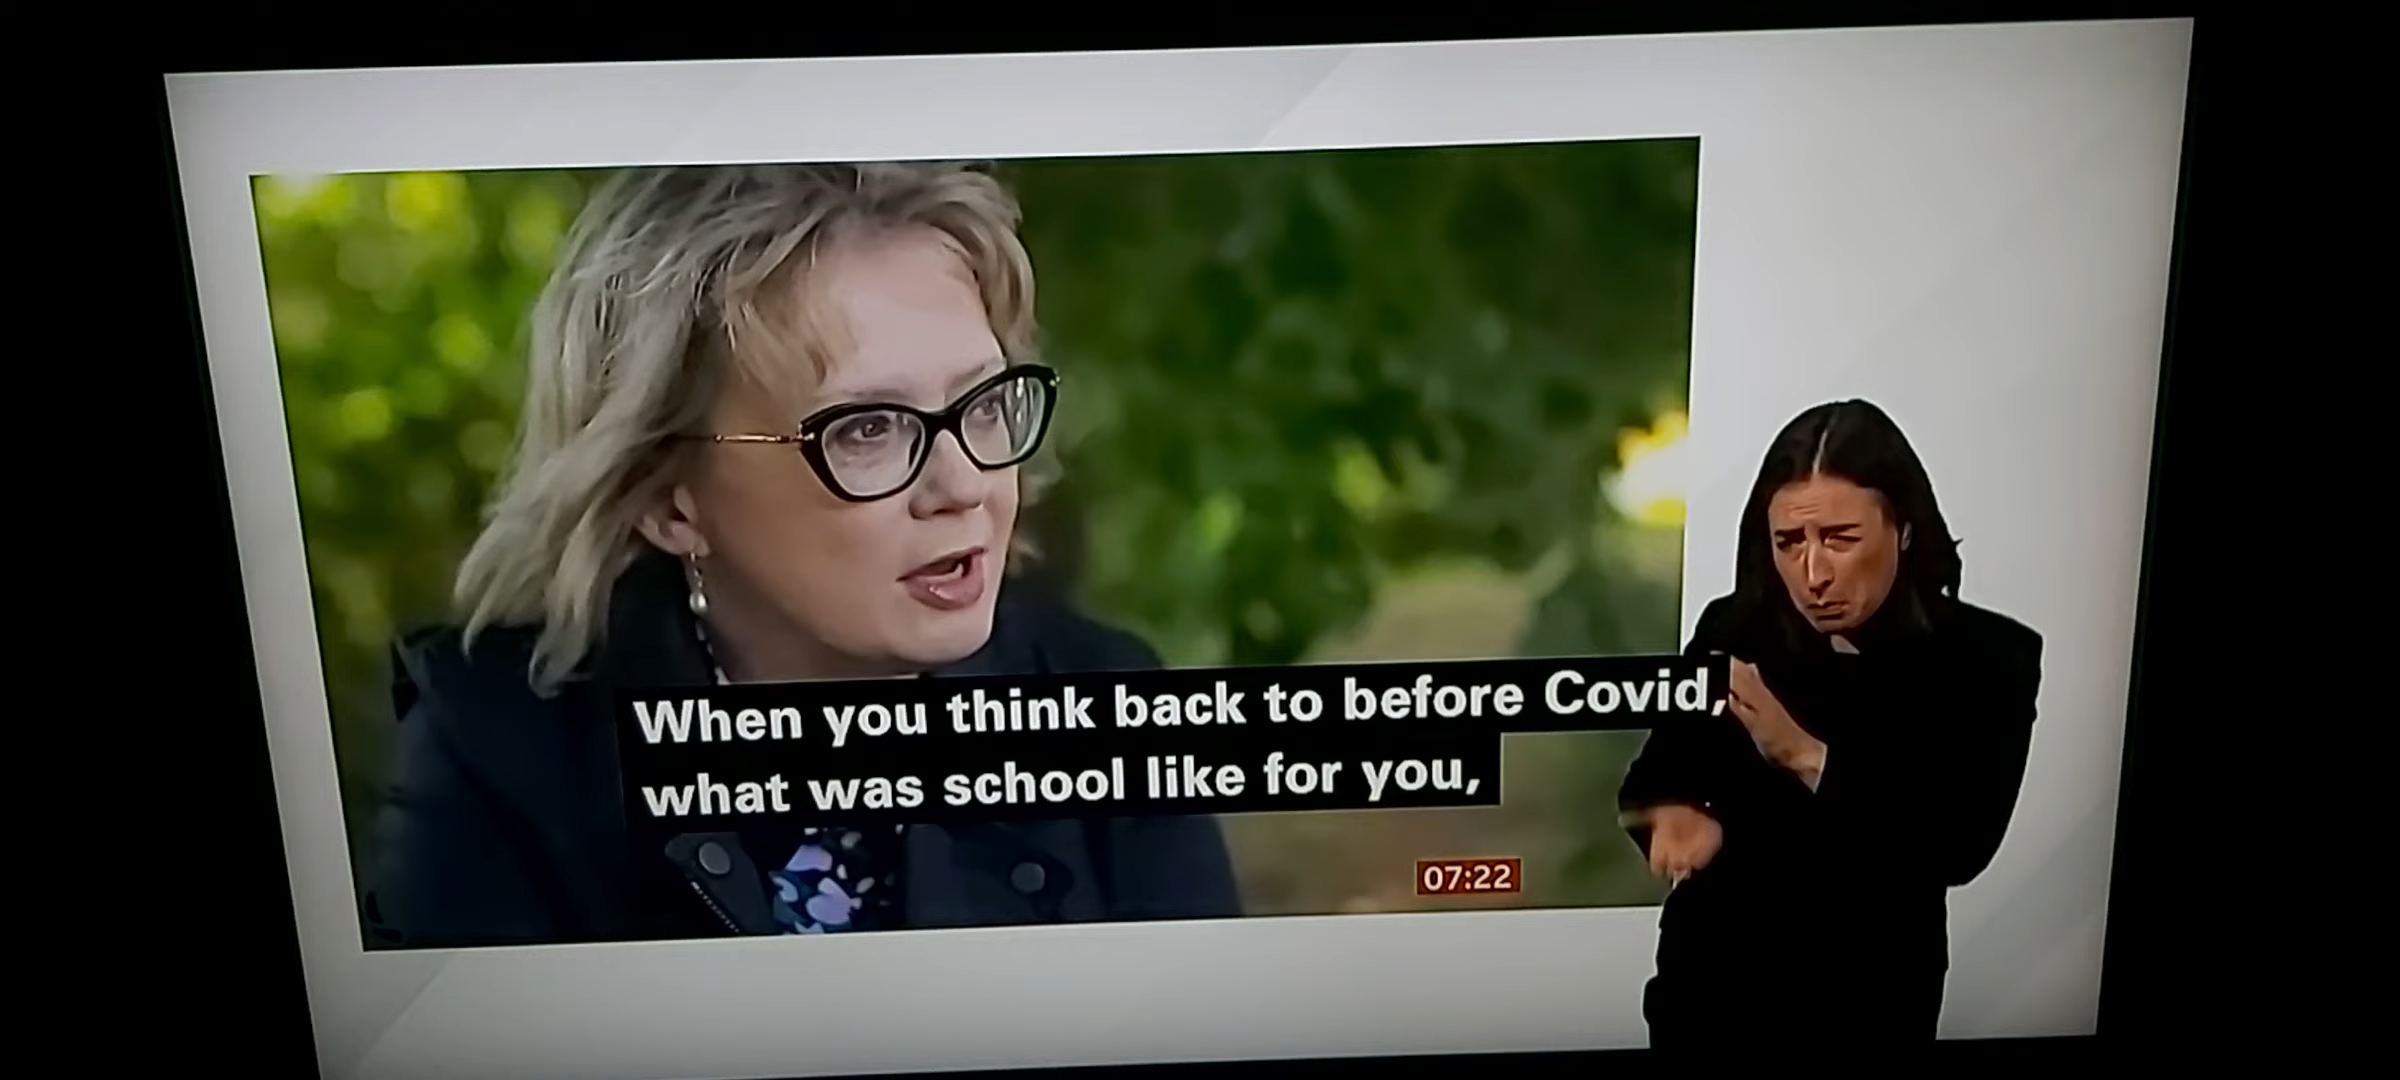 When you think back to before Covid,
what was school like for you,
07:22